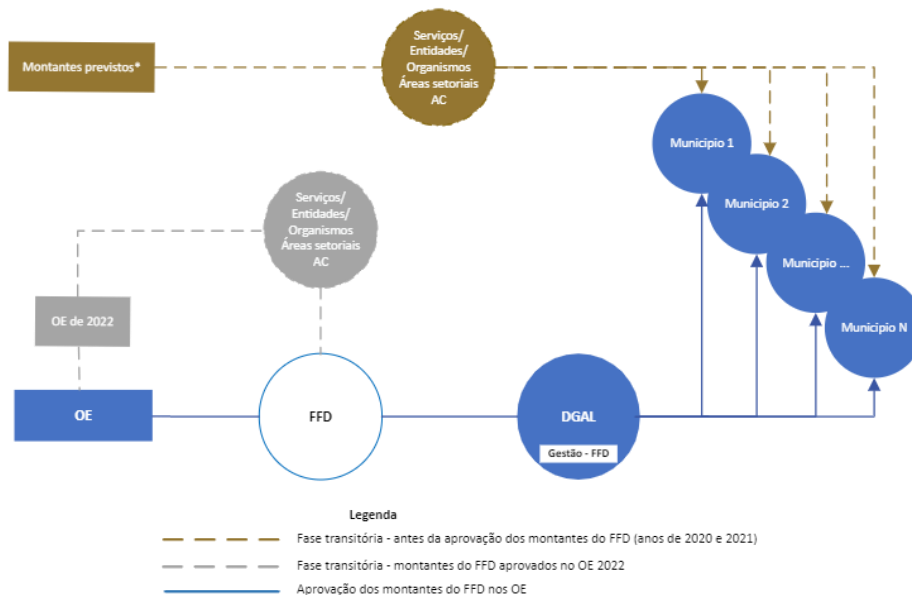 Montantes previstos*
Serviços/
Entidades/
Organismos
Áreas setoriais
AC
Municipio 1
Municipio 2
Municipio ...
Municipio N
Serviços/
Entidades/
Organismos
Áreas setoriais
AC
OE de 2022
OE
FFD
DGAL
Gestão - FFD
Legenda
Fase transitória - antes da aprovação dos montantes do FFD (anos de 2020 e 2021)
Fase transitória - montantes do FFD aprovados no OE 2022
Aprovação dos montantes do FFD nos OE